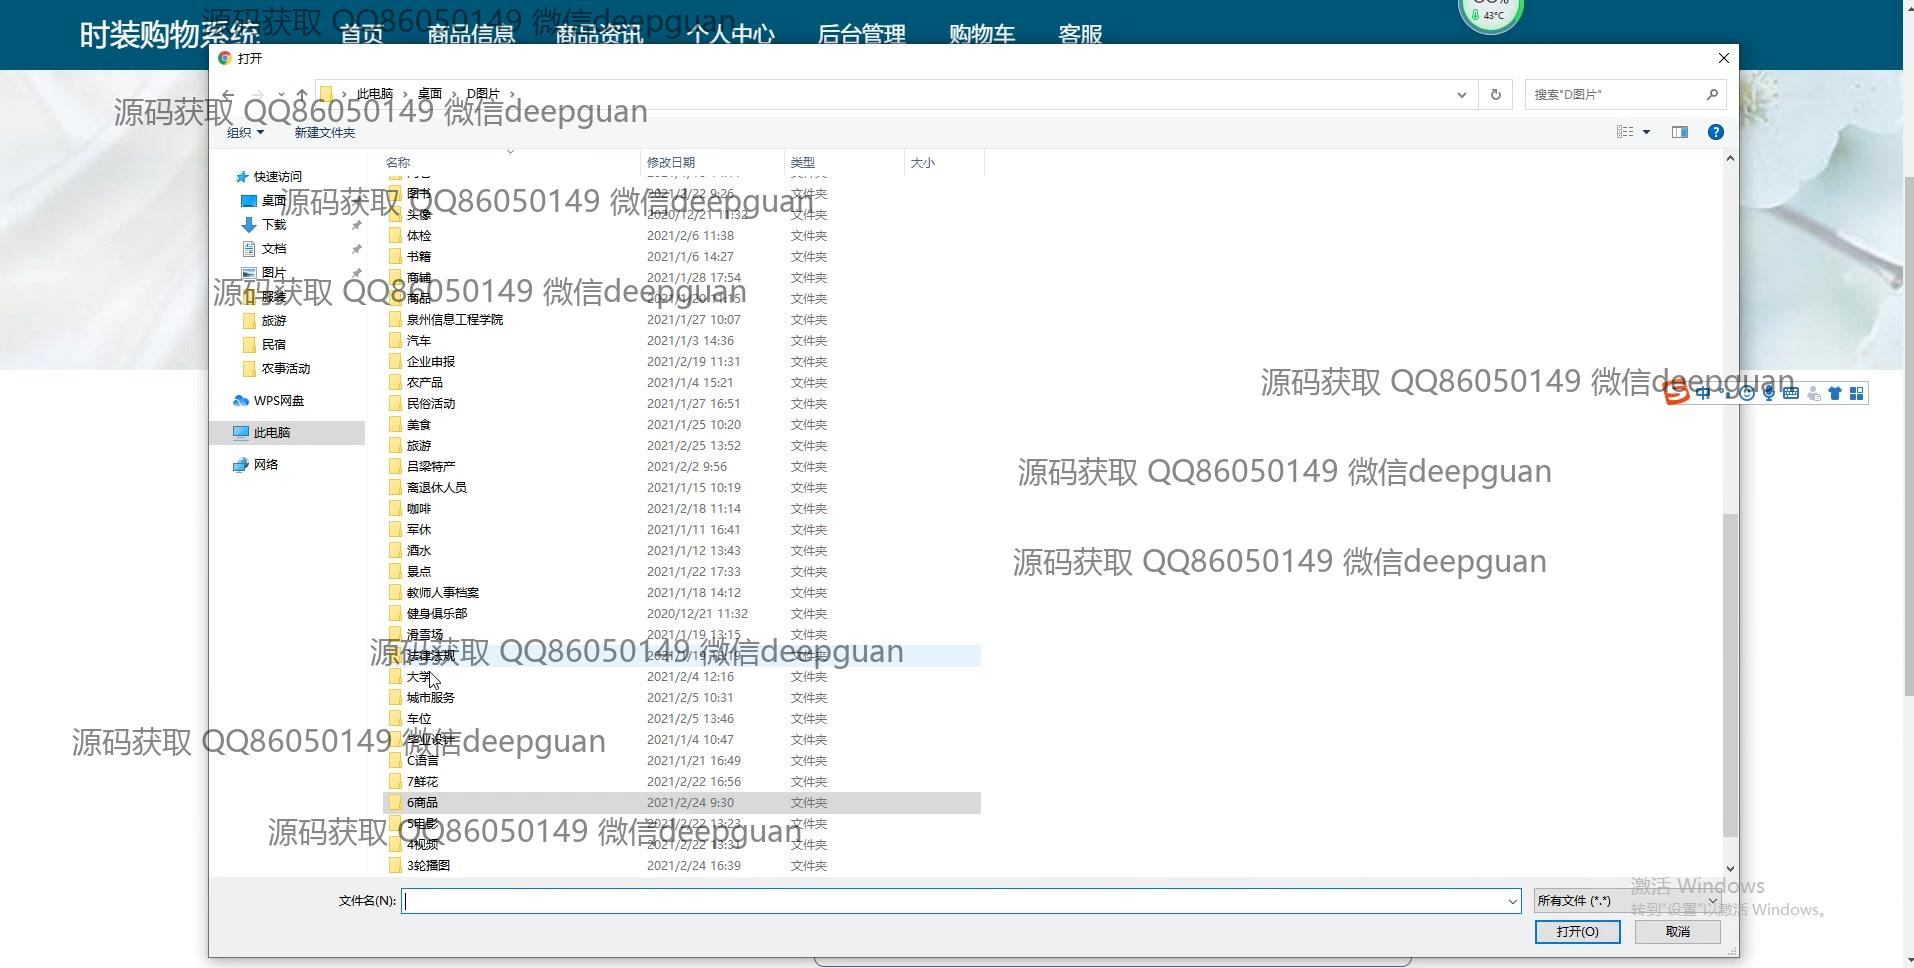 时装购物系统 首页 商品信息 商品资讯 个人中心 后台管理 购物车 客服
源码获取 QQ86050149 微信deepguan
43°C
打开
此电脑 桌面 D图片
搜索"D图片"
源码获取 QQ86050149 微信deepguan
组织 新建文件夹
名称 修改日期 类型 大小
快速访问
桌面
下载
文档
图片
服装
旅游
民宿
农事活动
WPS网盘
此电脑
网络
图书 2021/2/22 9:26 文件夹
源码获取 QQ86050149 微信deepguan
头像 2020/12/21 11:32 文件夹
体检 2021/2/6 11:38 文件夹
书籍 2021/1/6 14:27 文件夹
商铺 2021/1/28 17:54 文件夹
源码获取 QQ86050149 微信deepguan
商品 2021/1/20 11:15 文件夹
泉州信息工程学院 2021/1/27 10:07 文件夹
汽车 2021/1/3 14:36 文件夹
企业申报 2021/2/19 11:31 文件夹
农产品 2021/1/4 15:21 文件夹
源码获取 QQ86050149 微信deepguan
中
民俗活动 2021/1/27 16:51 文件夹
美食 2021/1/25 10:20 文件夹
旅游 2021/2/25 13:52 文件夹
吕梁特产 2021/2/2 9:56 文件夹
源码获取 QQ86050149 微信deepguan
离退休人员 2021/1/15 10:19 文件夹
咖啡 2021/2/18 11:14 文件夹
军休 2021/1/11 16:41 文件夹
酒水 2021/1/12 13:43 文件夹
源码获取 QQ86050149 微信deepguan
景点 2021/1/22 17:33 文件夹
教师人事档案 2021/1/18 14:12 文件夹
健身俱乐部 2020/12/21 11:32 文件夹
滑雪场 2021/1/19 13:15 文件夹
源码获取 QQ86050149 微信deepguan
法律法规 文件夹
大学 2021/2/4 12:16 文件夹
城市服务 2021/2/5 10:31 文件夹
车位 2021/2/5 13:46 文件夹
源码获取 QQ86050149 微信deepguan
毕业设计 2021/1/4 10:47 文件夹
C语言 2021/1/21 16:49 文件夹
7鲜花 2021/2/22 16:56 文件夹
6商品 2021/2/24 9:30 文件夹
5电影 2021/2/22 13:23 文件夹
源码获取 QQ86050149 微信deepguan
4视频 2021/2/22 13:31 文件夹
3轮播图 2021/2/24 16:39 文件夹
文件名(N): 所有文件 (*.*)
激活 Windows
转到"设置"以激活 Windows。
打开(O) 取消